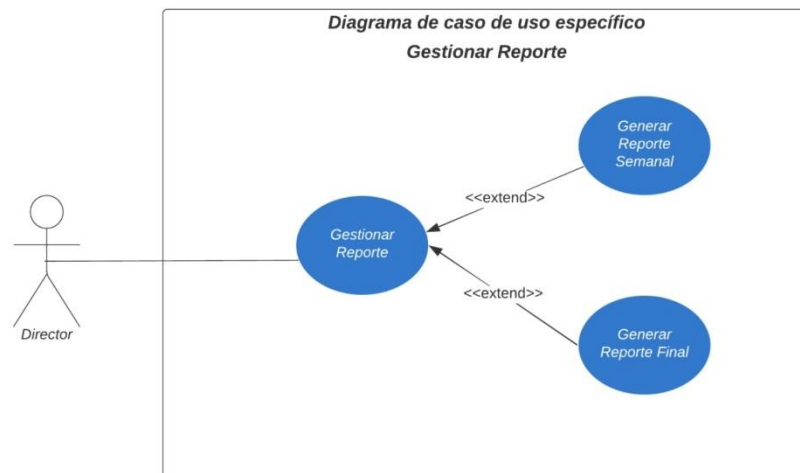 Diagrama de caso de uso específico
Gestionar Reporte
Generar
Reporte
Semanal
<<extend>>
Gestionar
Reporte
<<extend>>
Director
Generar
Reporte Final